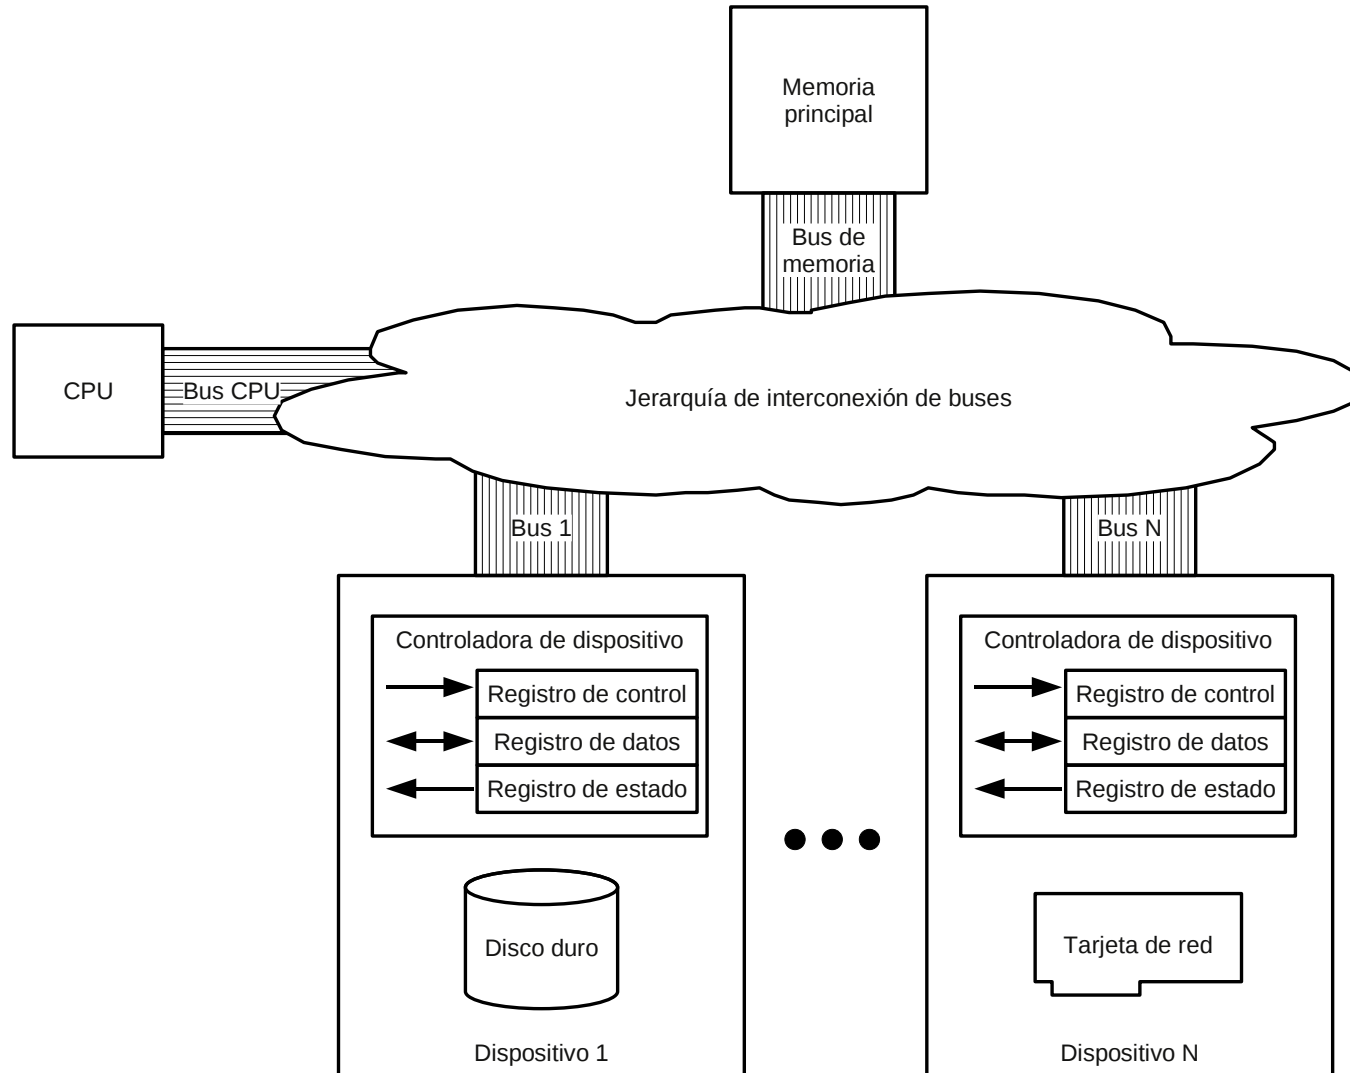 Memoria
principal
Bus de
memoria
CPU
Bus CPU
Jerarquía de interconexión de buses
Bus 1
Bus N
Controladora de dispositivo
Registro de control
Registro de datos
Registro de estado
Disco duro
Dispositivo 1
Controladora de dispositivo
Registro de control
Registro de datos
Registro de estado
Tarjeta de red
Dispositivo N